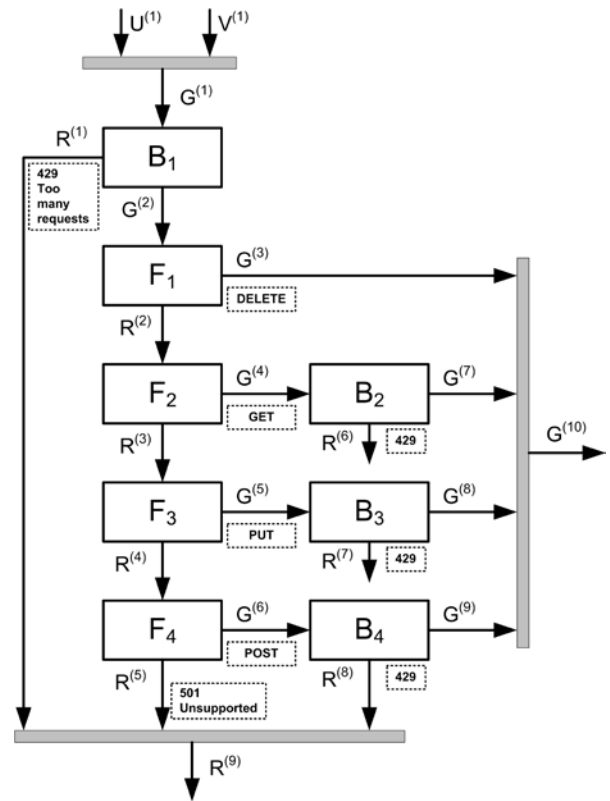 U⁽¹⁾ V⁽¹⁾
G⁽¹⁾
R⁽¹⁾
B₁
429
Too
many
requests
G⁽²⁾
F₁
G⁽³⁾
DELETE
R⁽²⁾
F₂
G⁽⁴⁾
GET
B₂
G⁽⁷⁾
R⁽³⁾
R⁽⁶⁾
429
G⁽¹⁰⁾
F₃
G⁽⁵⁾
PUT
B₃
G⁽⁸⁾
R⁽⁴⁾
R⁽⁷⁾
429
F₄
G⁽⁶⁾
POST
B₄
G⁽⁹⁾
R⁽⁵⁾
501
Unsupported
R⁽⁸⁾
429
R⁽⁹⁾